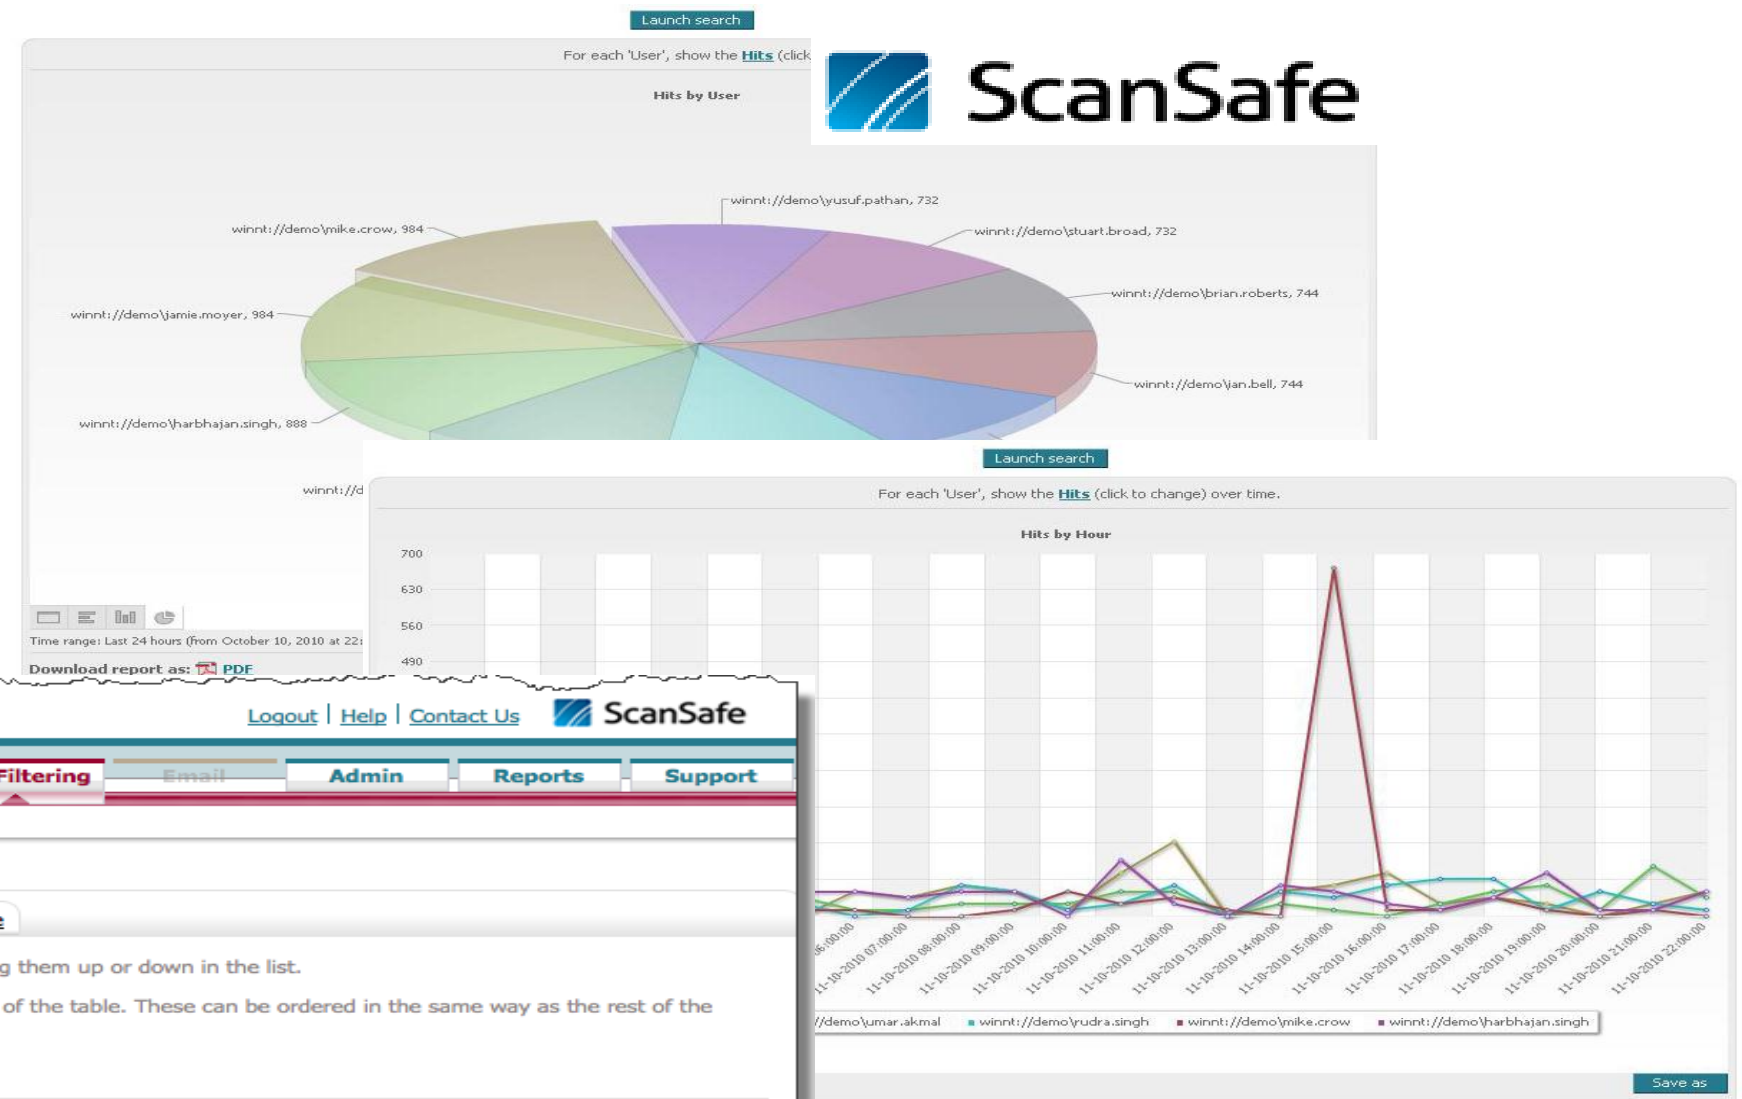 Launch search
For each 'User', show the Hits (click
ScanSafe
Hits by User
winnt://demo\yusuf.pathan, 732
winnt://demo\mike.crow, 984
winnt://demo\stuart.broad, 732
winnt://demo\brian.roberts, 744
winnt://demo\jamie.moyer, 984
winnt://demo\ian.bell, 744
winnt://demo\harbhajan.singh, 888
winnt://d
Time range: Last 24 hours (from October 10, 2010 at 22:
Download report as: PDF
Launch search
For each 'User', show the Hits (click to change) over time.
Hits by Hour
700
630
560
490
06:00:00
11-10-2010 07:00:00
11-10-2010 08:00:00
11-10-2010 09:00:00
11-10-2010 10:00:00
11-10-2010 11:00:00
11-10-2010 12:00:00
11-10-2010 13:00:00
11-10-2010 14:00:00
11-10-2010 15:00:00
11-10-2010 16:00:00
11-10-2010 17:00:00
11-10-2010 18:00:00
11-10-2010 19:00:00
11-10-2010 20:00:00
11-10-2010 21:00:00
11-10-2010 22:00:00
//demo\umar.akmal winnt://demo\rudra.singh winnt://demo\mike.crow winnt://demo\harbhajan.singh
Save as
Logout | Help | Contact Us ScanSafe
Filtering Email Admin Reports Support
e
g them up or down in the list.
of the table. These can be ordered in the same way as the rest of the